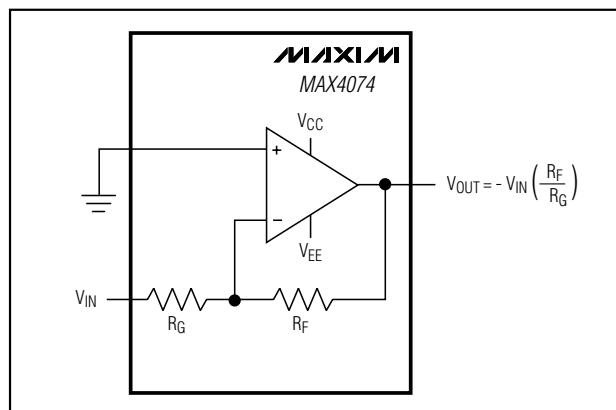 MAXIM
MAX4074
VCC
+
−
VEE
VOUT = - VIN (RF/RG)
VIN
RG
RF